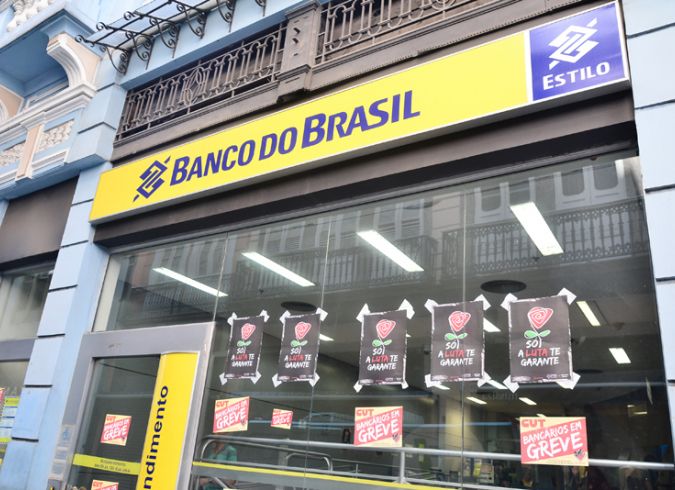 BANCO DO BRASIL
ESTILO
SÓ
A LUTA TE
GARANTE
SÓ
A LUTA TE
GARANTE
SÓ
A LUTA TE
GARANTE
SÓ
A LUTA TE
GARANTE
SÓ
A LUTA TE
GARANTE
CUT
BANCÁRIOS EM
GREVE
CUT
BANCÁRIOS EM
GREVE
GREVE
CUT
BANCÁRIOS EM
GREVE
CUT
BANCÁRIOS EM
GREVE
ndimento